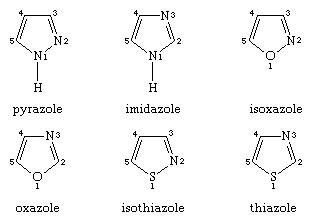 4 3
5 N2
N1
H
pyrazole
4 N3
5 2
N1
H
imidazole
4 3
5 N2
O
1
isoxazole
4 N3
5 2
O
1
oxazole
4 3
5 N2
S
1
isothiazole
4 N3
5 2
S
1
thiazole